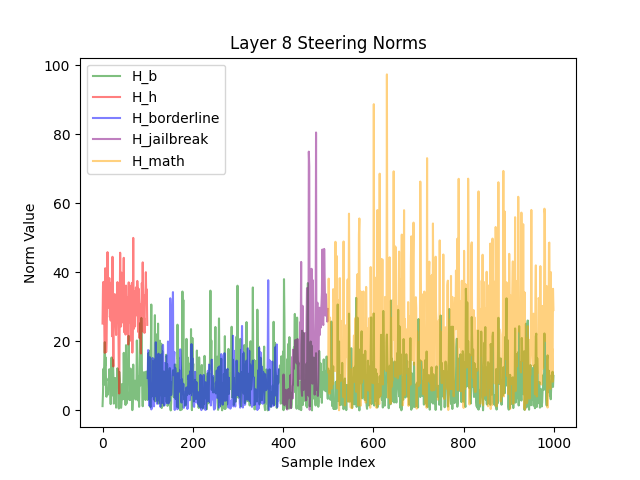 Layer 8 Steering Norms
100
80
60
40
20
0
Norm Value
H_b
H_h
H_borderline
H_jailbreak
H_math
0
200
400
600
800
1000
Sample Index